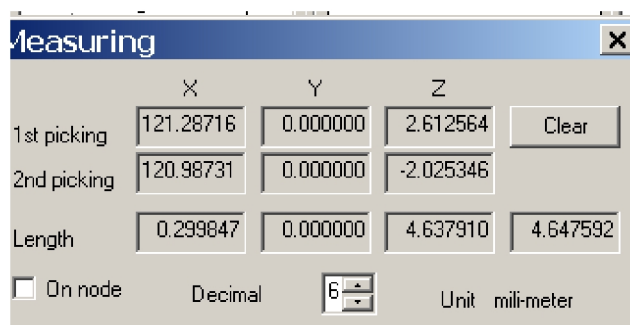 Measuring
X Y Z
1st picking 121.28716 0.000000 2.612564 Clear
2nd picking 120.98731 0.000000 -2.025346
Length 0.299847 0.000000 4.637910 4.647592
On node Decimal 6 Unit mili-meter